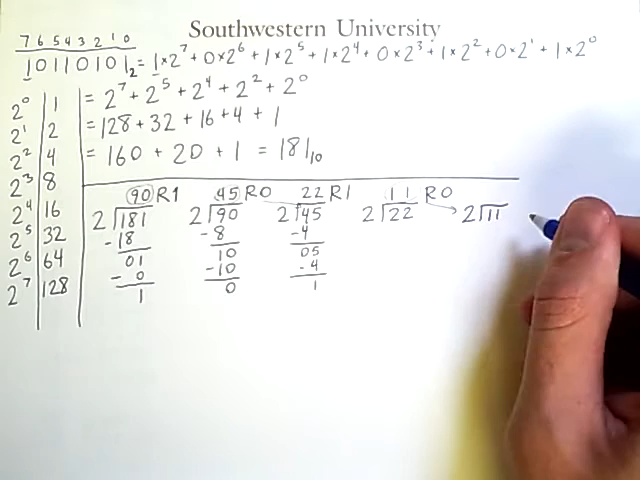 Southwestern University
7 6 5 4 3 2 1 0
10110101₂ = 1×2⁷ + 0×2⁶ + 1×2⁵ + 1×2⁴ + 0×2³ + 1×2² + 0×2¹ + 1×2⁰
= 2⁷ + 2⁵ + 2⁴ + 2² + 2⁰
= 128 + 32 + 16 + 4 + 1
= 160 + 20 + 1 = 181₁₀
2⁰ | 1
2¹ | 2
2² | 4
2³ | 8
2⁴ | 16
2⁵ | 32
2⁶ | 64
2⁷ | 128
90 R1
2 181
-18
01
-0
1
45 R0
2 90
-8
10
-10
0
22 R1
2 45
-4
05
-4
1
11 R0
2 22
2 11